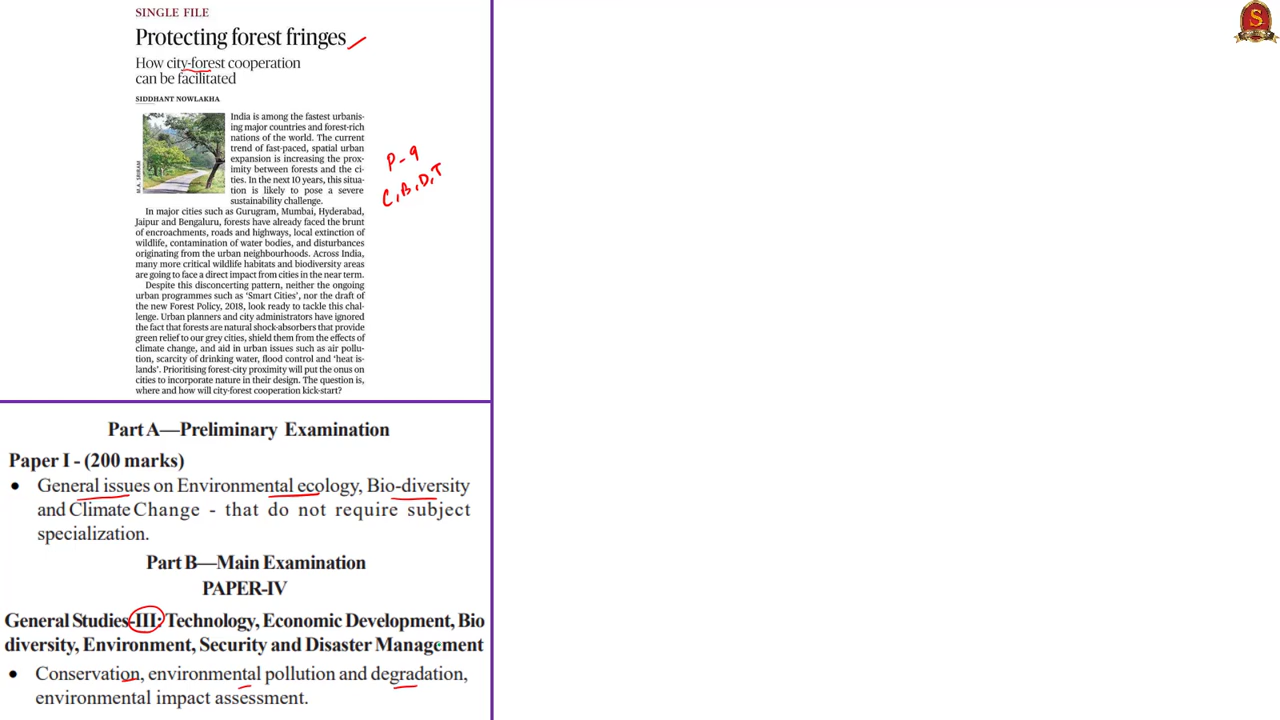 SINGLE FILE
Protecting forest fringes
How city-forest cooperation
can be facilitated
SIDDHANT NOWLAKHA
M.A. SRIRAM
India is among the fastest urbanis-
ing major countries and forest-rich
nations of the world. The current
trend of fast-paced, spatial urban
expansion is increasing the prox-
imity between forests and the ci-
ties. In the next 10 years, this situa-
tion is likely to pose a severe
sustainability challenge.
In major cities such as Gurugram, Mumbai, Hyderabad,
Jaipur and Bengaluru, forests have already faced the brunt
of encroachments, roads and highways, local extinction of
wildlife, contamination of water bodies, and disturbances
originating from the urban neighbourhoods. Across India,
many more critical wildlife habitats and biodiversity areas
are going to face a direct impact from cities in the near term.
Despite this disconcerting pattern, neither the ongoing
urban programmes such as ‘Smart Cities’, nor the draft of
the new Forest Policy, 2018, look ready to tackle this chal-
lenge. Urban planners and city administrators have ignored
the fact that forests are natural shock-absorbers that provide
green relief to our grey cities, shield them from the effects of
climate change, and aid in urban issues such as air pollu-
tion, scarcity of drinking water, flood control and ‘heat is-
lands’. Prioritising forest-city proximity will put the onus on
cities to incorporate nature in their design. The question is,
where and how will city-forest cooperation kick-start?
P-9
C, B, D, T
Part A—Preliminary Examination
Paper I - (200 marks)
• General issues on Environmental ecology, Bio-diversity
and Climate Change - that do not require subject
specialization.
Part B—Main Examination
PAPER-IV
General Studies-III: Technology, Economic Development, Bio
diversity, Environment, Security and Disaster Management
• Conservation, environmental pollution and degradation,
environmental impact assessment.
S